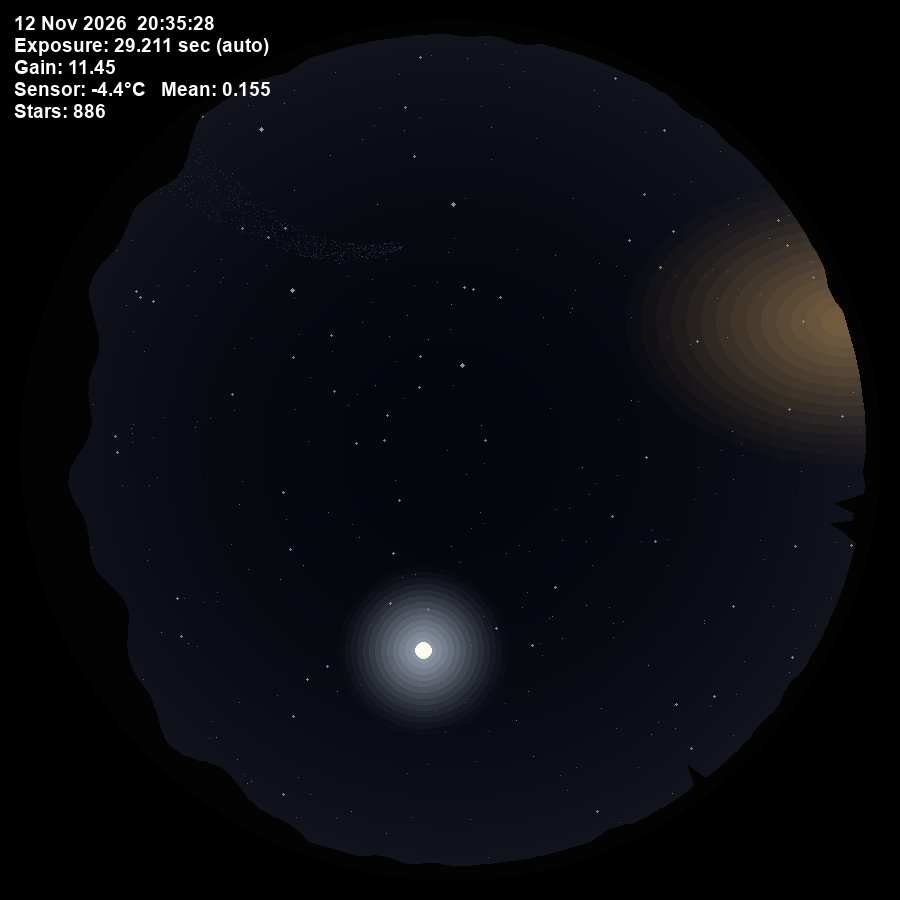 12 Nov 2026  20:35:28
Exposure: 29.211 sec (auto)
Gain: 11.45
Sensor: -4.4°C   Mean: 0.155
Stars: 886